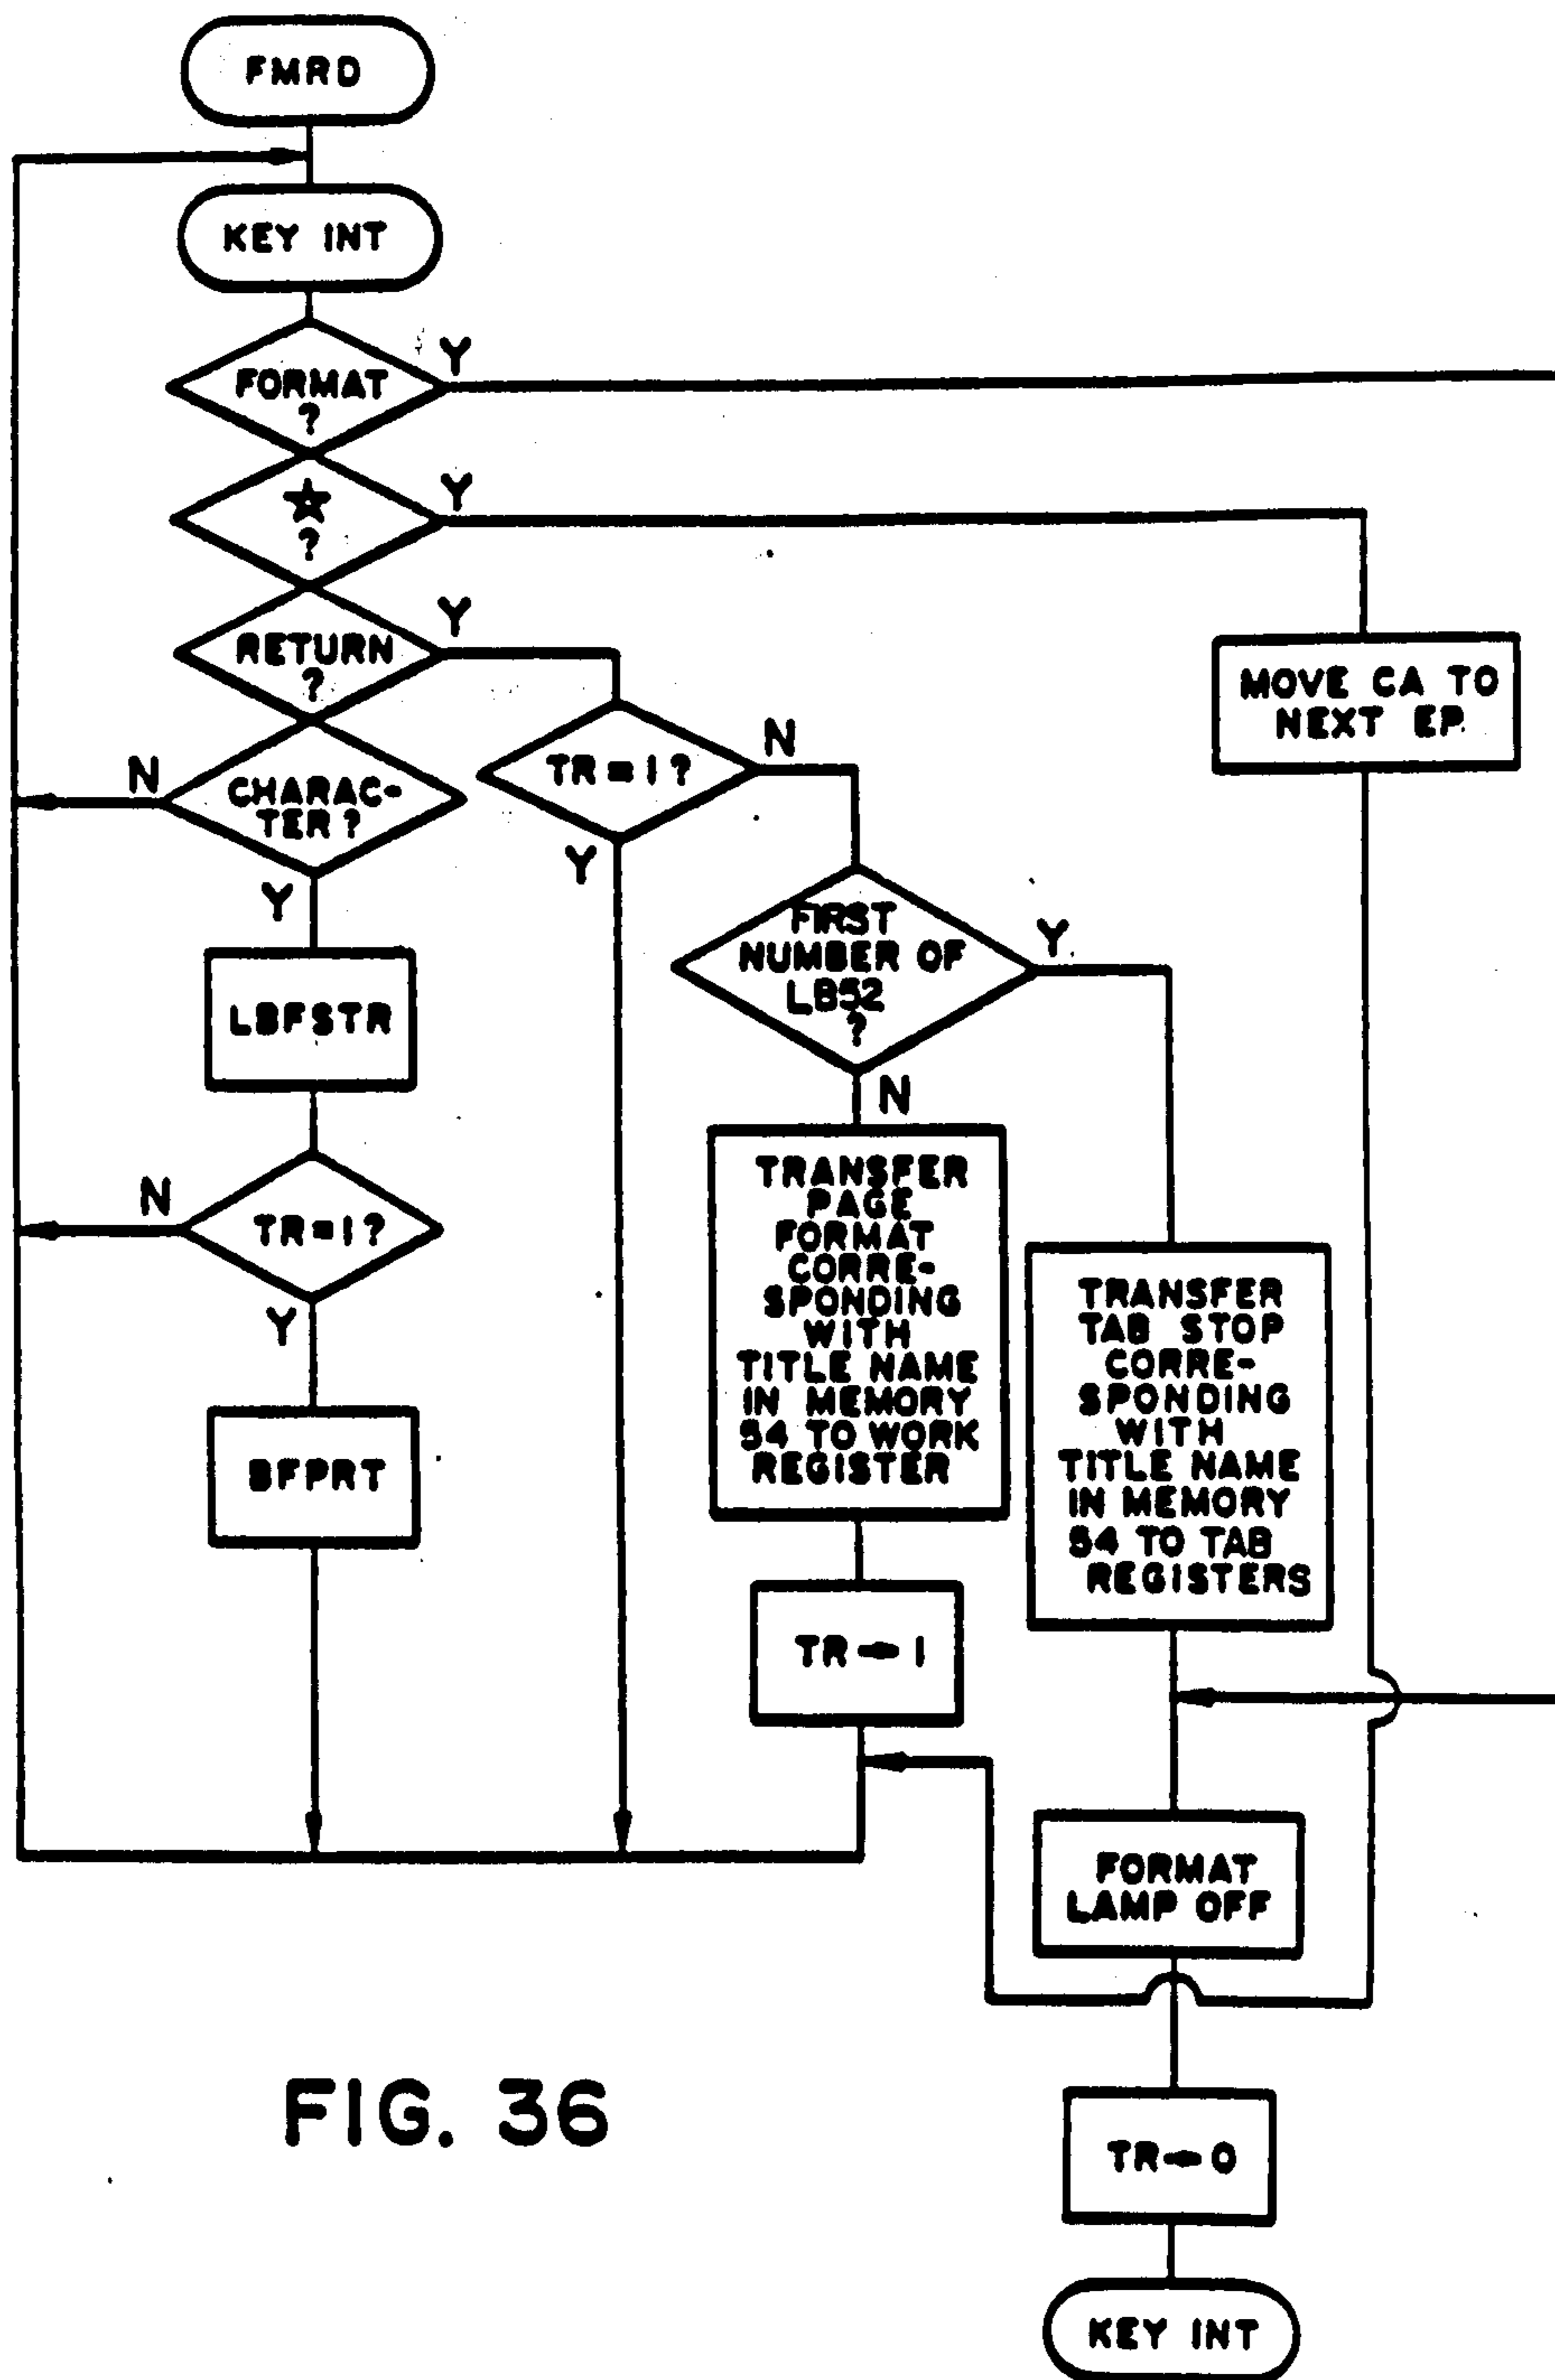 FMRD
KEY INT
FORMAT
?
Y
☆
?
Y
RETURN
?
Y
MOVE CA TO
NEXT EP.
CHARAC-
TER?
N
Y
TR=1?
N
Y
FIRST
NUMBER OF
LB52
?
Y
N
LBFSTR
TR=1?
N
Y
BFPRT
TRANSFER
PAGE
FORMAT
CORRE-
SPONDING
WITH
TITLE NAME
IN MEMORY
54 TO WORK
REGISTER
TRANSFER
TAB STOP
CORRE-
SPONDING
WITH
TITLE NAME
IN MEMORY
54 TO TAB
REGISTERS
TR←1
FORMAT
LAMP OFF
TR←0
KEY INT
FIG. 36